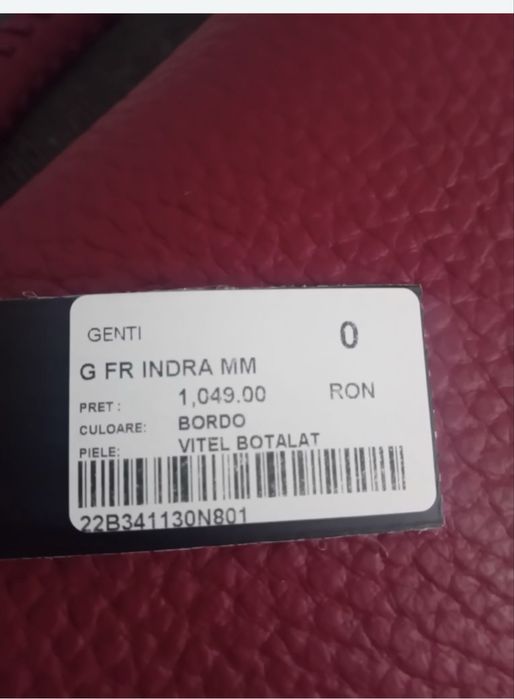 GENTI 0
G FR INDRA MM
PRET : 1,049.00 RON
CULOARE: BORDO
PIELE: VITEL BOTALAT
22B341130N801